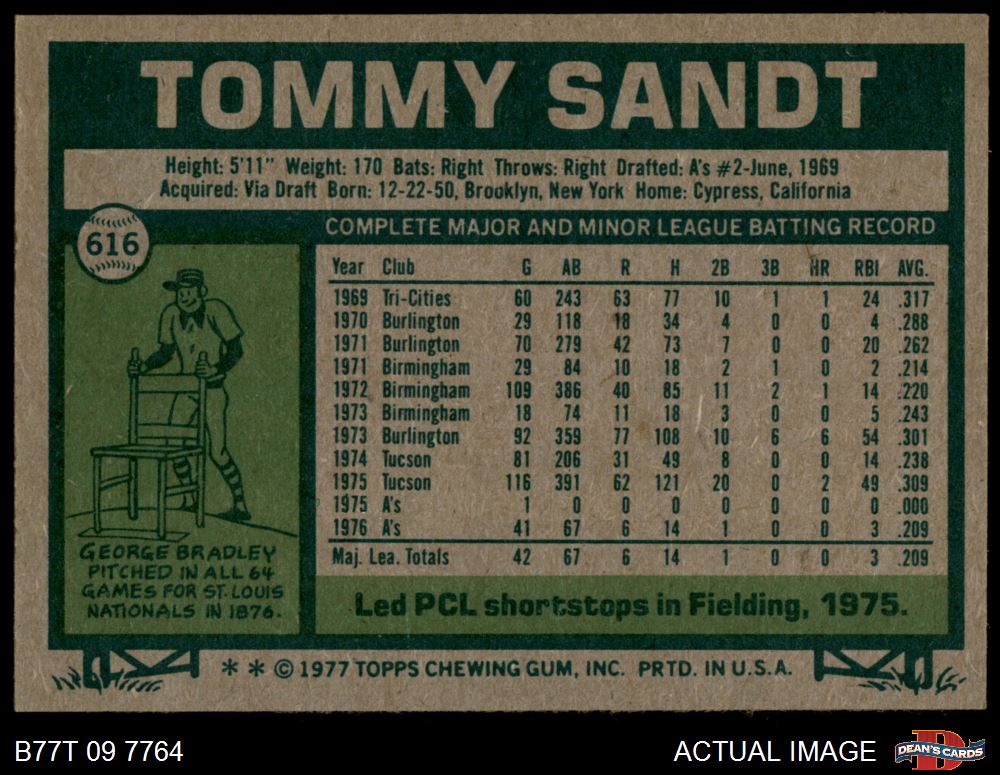 TOMMY SANDT
Height: 5'11" Weight: 170 Bats: Right Throws: Right Drafted: A's #2-June, 1969
Acquired: Via Draft Born: 12-22-50, Brooklyn, New York Home: Cypress, California
616
COMPLETE MAJOR AND MINOR LEAGUE BATTING RECORD
Year Club G AB R H 2B 3B HR RBI AVG.
1969 Tri-Cities 60 243 63 77 10 1 1 24 .317
1970 Burlington 29 118 18 34 4 0 0 4 .288
1971 Burlington 70 279 42 73 7 0 0 20 .262
1971 Birmingham 29 84 10 18 2 1 0 2 .214
1972 Birmingham 109 386 40 85 11 2 1 14 .220
1973 Birmingham 18 74 11 18 3 0 0 5 .243
1973 Burlington 92 359 77 108 10 6 6 54 .301
1974 Tucson 81 206 31 49 8 0 0 14 .238
1975 Tucson 116 391 62 121 20 0 2 49 .309
1975 A's 1 0 0 0 0 0 0 0 .000
1976 A's 41 67 6 14 1 0 0 3 .209
Maj. Lea. Totals 42 67 6 14 1 0 0 3 .209
GEORGE BRADLEY
PITCHED IN ALL 64
GAMES FOR ST. LOUIS
NATIONALS IN 1876.
Led PCL shortstops in Fielding, 1975.
* * © 1977 TOPPS CHEWING GUM, INC. PRTD. IN U.S.A.
B77T 09 7764
ACTUAL IMAGE
DEAN'S CARDS